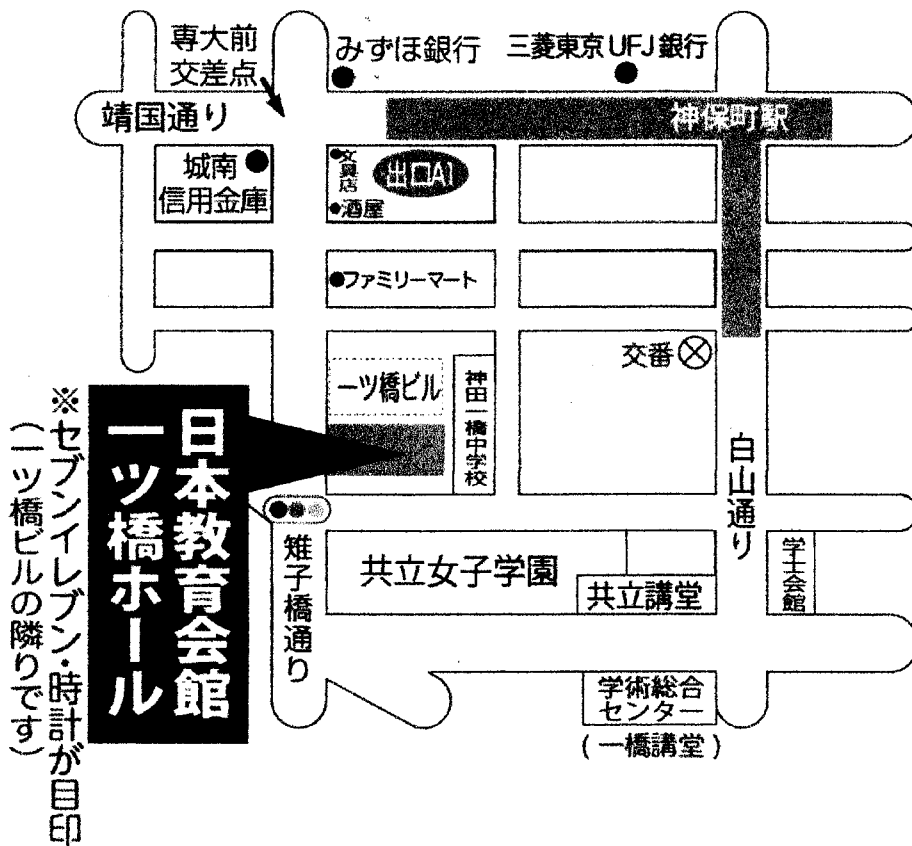 専大前
交差点
みずほ銀行
三菱東京UFJ銀行
靖国通り
神保町駅
城南
信用金庫
文具店
出口A1
酒屋
ファミリーマート
交番
一ツ橋ビル
神田一橋中学校
白山通り
日本教育会館
一ツ橋ホール
※セブンイレブン・時計が目印
(一ツ橋ビルの隣りです)
雉子橋通り
共立女子学園
共立講堂
学士会館
学術総合
センター
(一橋講堂)